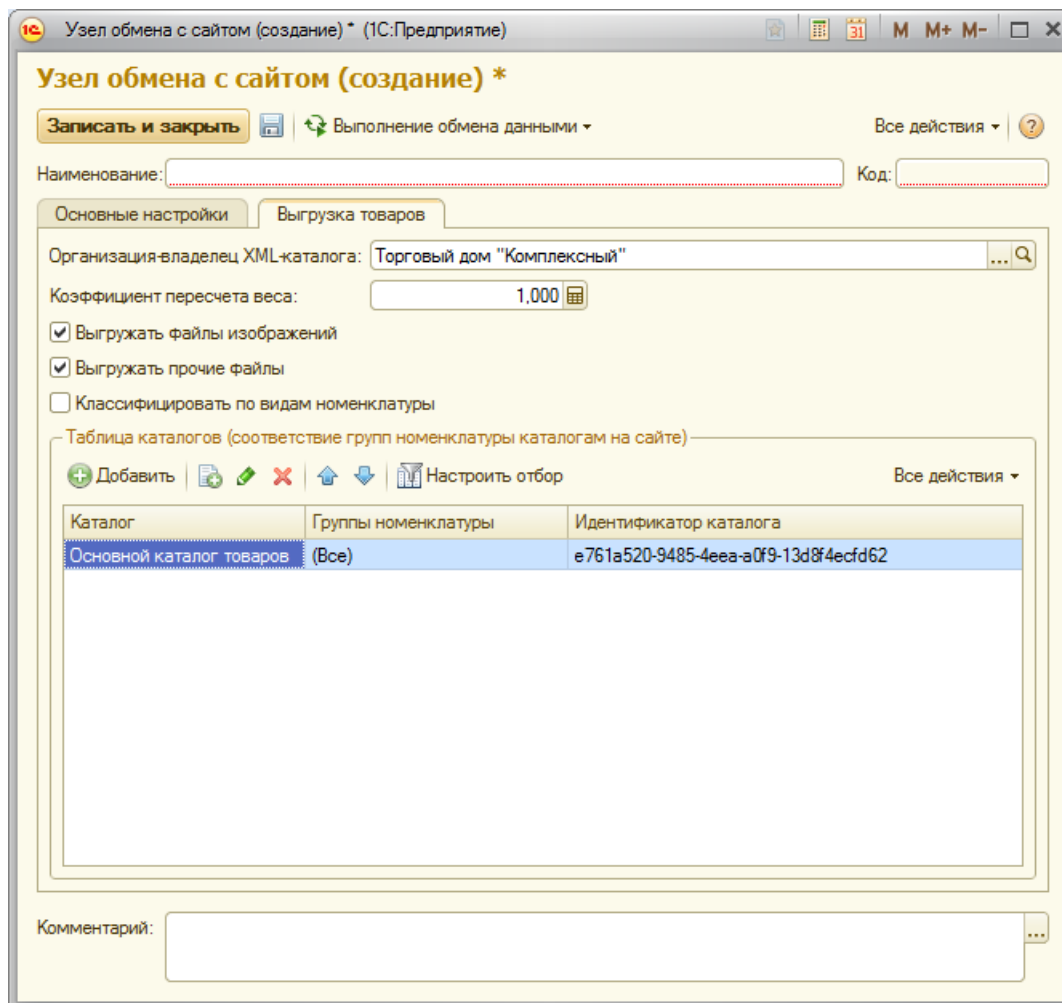 1С Узел обмена с сайтом (создание) * (1С:Предприятие) 31 M M+ M-
Узел обмена с сайтом (создание) *
Записать и закрыть Выполнение обмена данными Все действия ?
Наименование: Код:
Основные настройки Выгрузка товаров
Организация-владелец XML-каталога: Торговый дом "Комплексный" ...
Коэффициент пересчета веса: 1,000
Выгружать файлы изображений
Выгружать прочие файлы
Классифицировать по видам номенклатуры
Таблица каталогов (соответствие групп номенклатуры каталогам на сайте)
Добавить Настроить отбор Все действия
Каталог Группы номенклатуры Идентификатор каталога
Основной каталог товаров (Все) e761a520-9485-4eea-a0f9-13d8f4ecfd62
Комментарий: ...